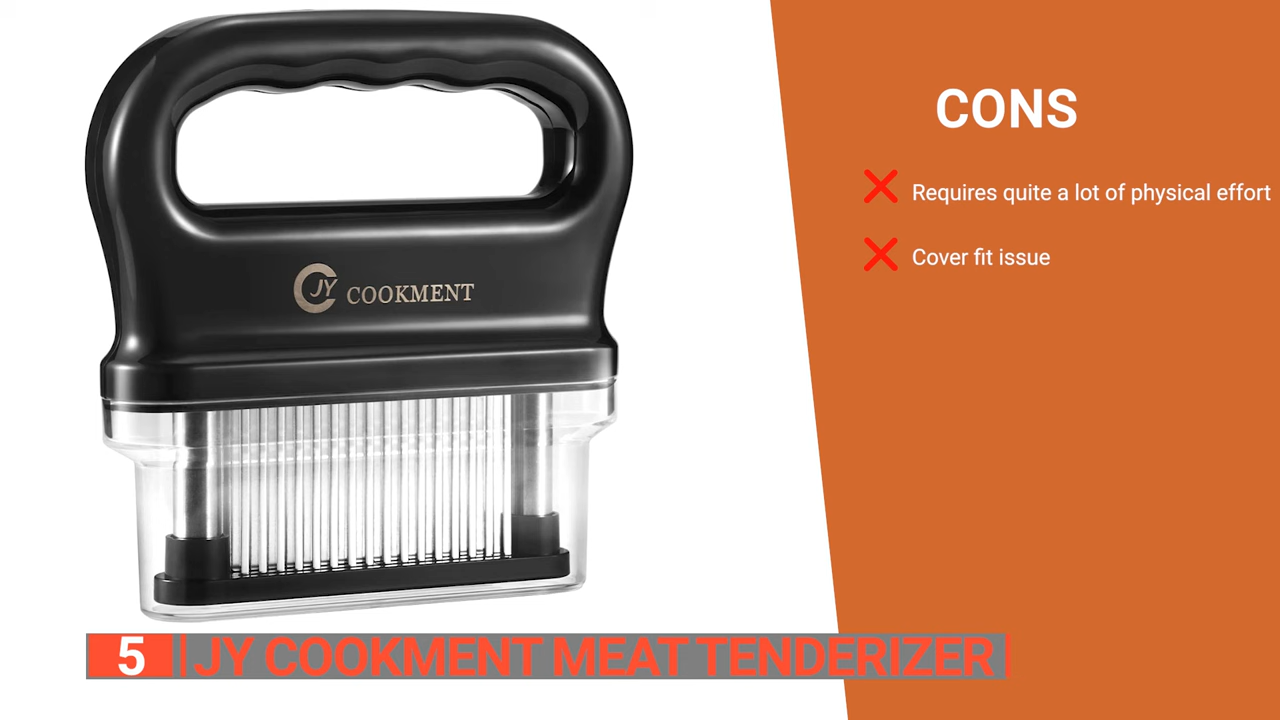 CONS
Requires quite a lot of physical effort
Cover fit issue
JY COOKMENT
5 JY COOKMENT MEAT TENDERIZER